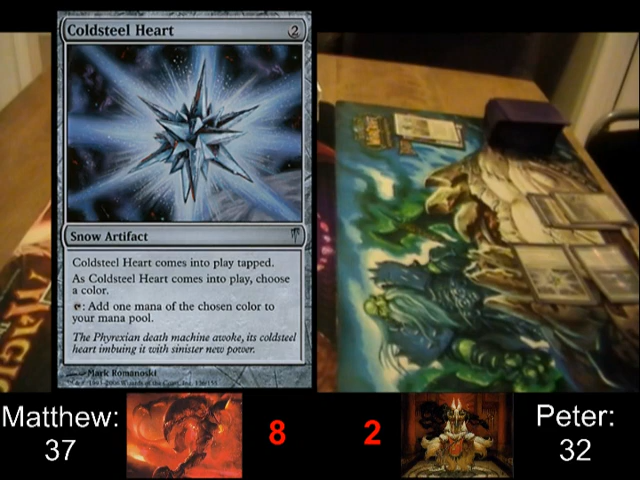 Coldsteel Heart 2
Snow Artifact
Coldsteel Heart comes into play tapped.
As Coldsteel Heart comes into play, choose
a color.
: Add one mana of the chosen color to
your mana pool.
The Phyrexian death machine awoke, its coldsteel
heart imbuing it with sinister new power.
Mark Romanoski
MAGIC
Matthew:
37
8
2
Peter:
32